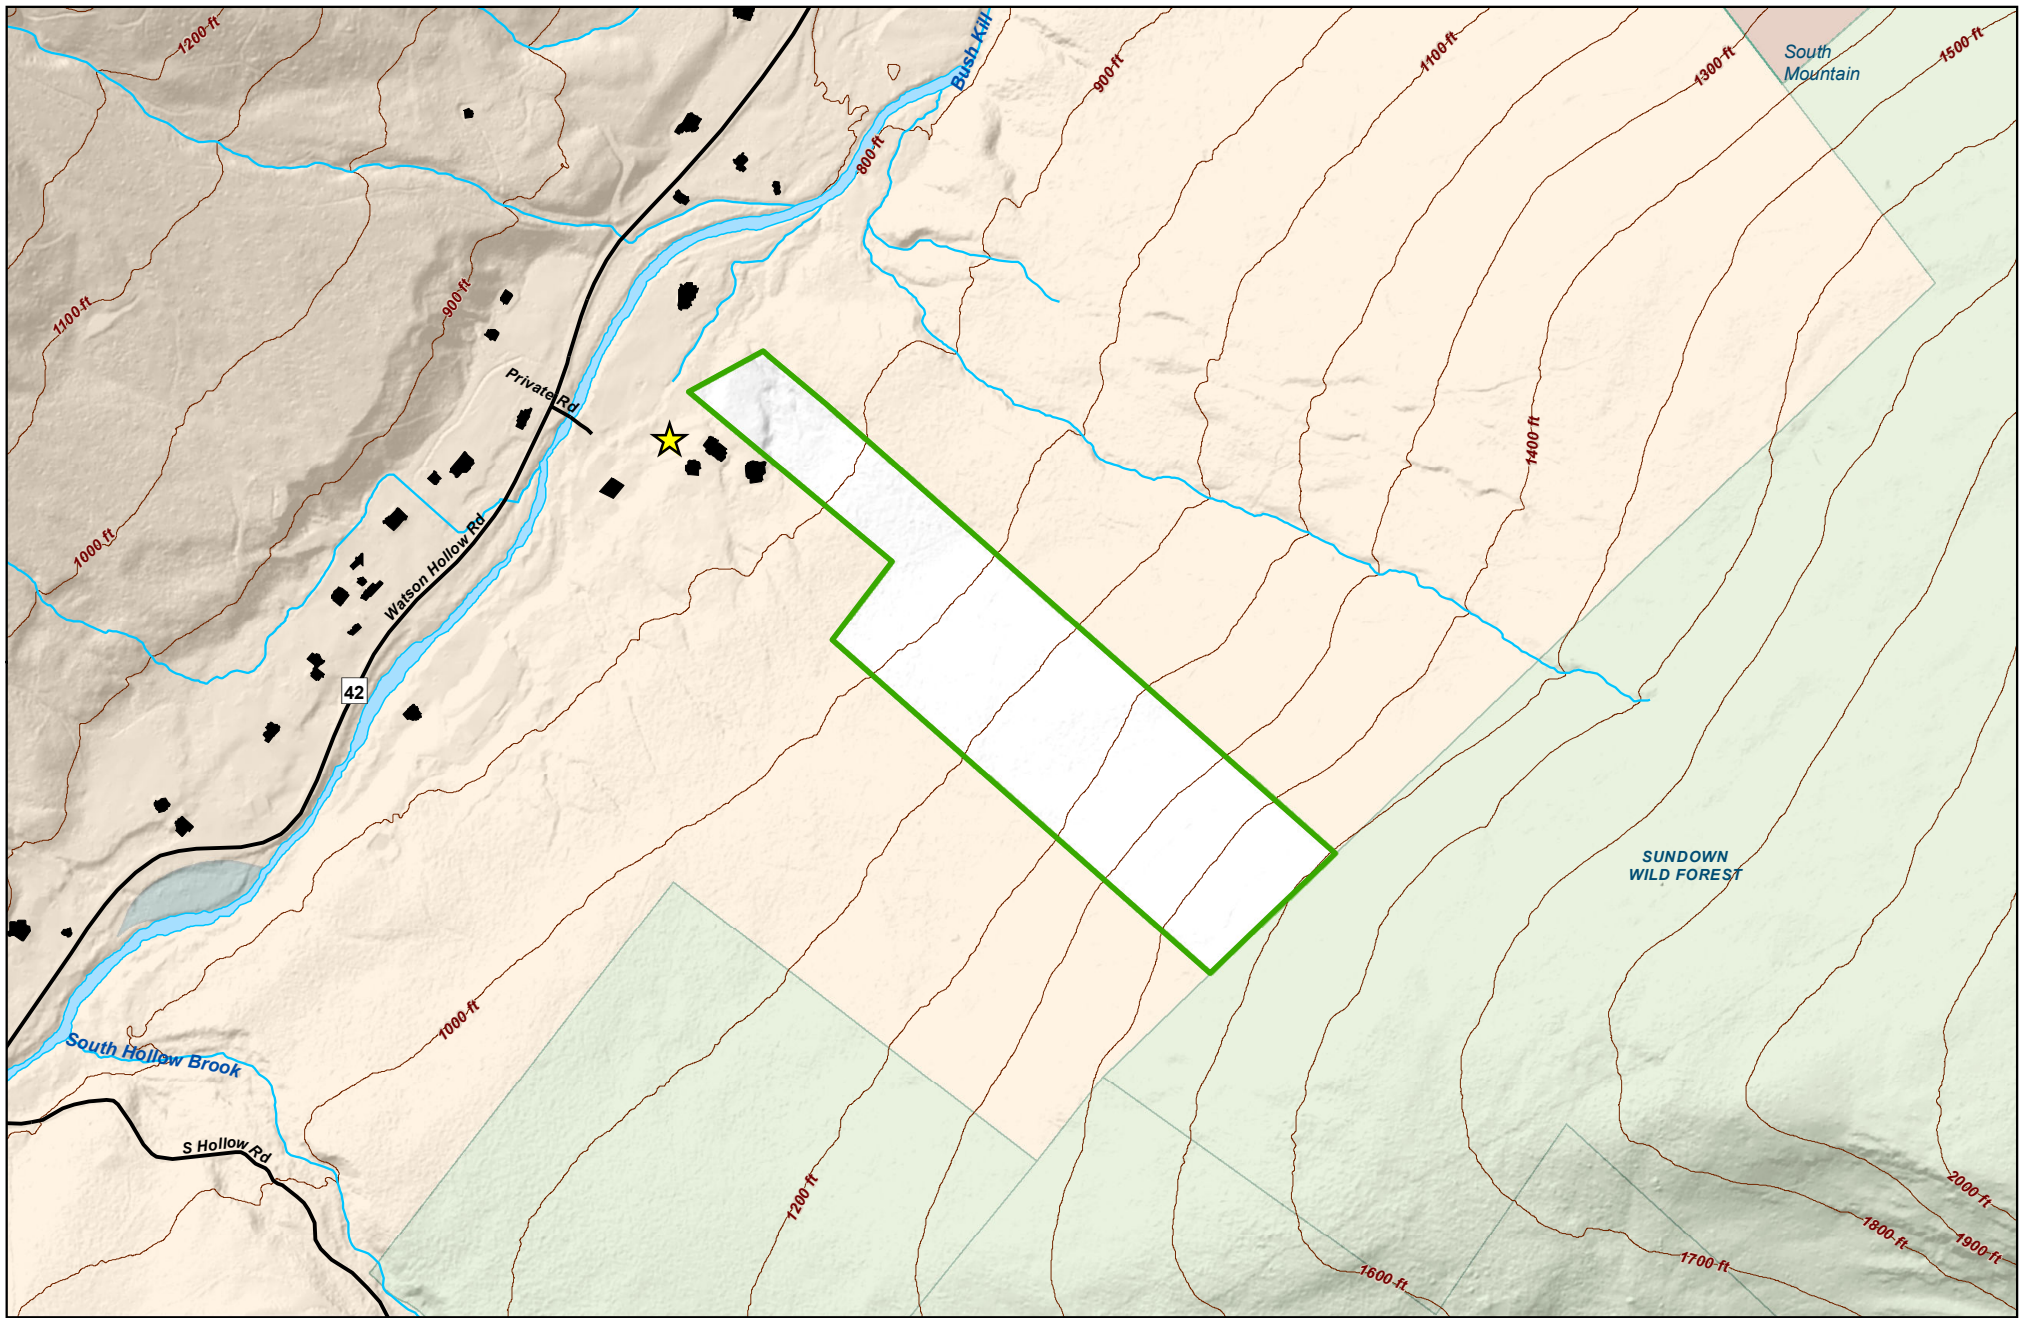 1200 ft
Bush Kill
900 ft
1100 ft
1300 ft
South
Mountain
1500 ft
800 ft
1100 ft
900 ft
Private Rd
1400 ft
1000 ft
Watson Hollow Rd
42
SUNDOWN
WILD FOREST
1000 ft
South Hollow Brook
S Hollow Rd
1200 ft
2000 ft
1800 ft
1900 ft
1700 ft
1600 ft